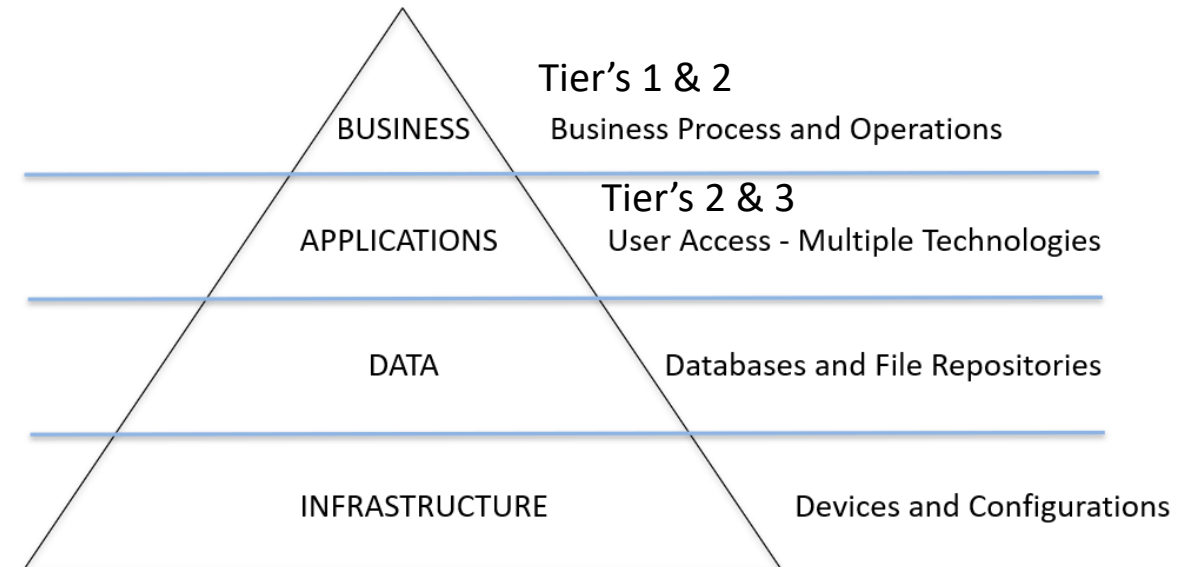 Tier’s 1 & 2
BUSINESS Business Process and Operations
Tier’s 2 & 3
APPLICATIONS User Access - Multiple Technologies
DATA Databases and File Repositories
INFRASTRUCTURE Devices and Configurations